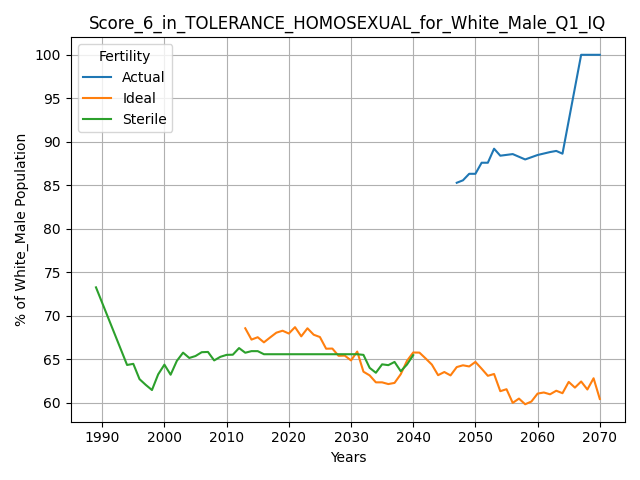 Score_6_in_TOLERANCE_HOMOSEXUAL_for_White_Male_Q1_IQ
Fertility
Actual
Ideal
Sterile
% of White_Male Population
100
95
90
85
80
75
70
65
60
1990 2000 2010 2020 2030 2040 2050 2060 2070
Years